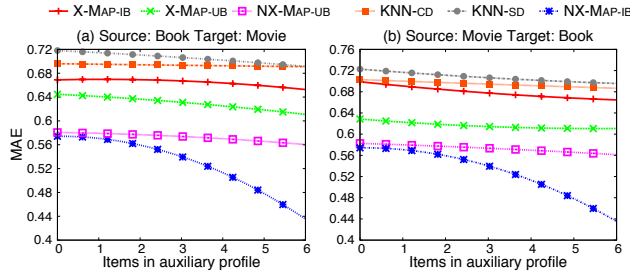 X-MAP-IB X-MAP-UB NX-MAP-UB KNN-CD KNN-SD NX-MAP-IB
(a) Source: Book Target: Movie (b) Source: Movie Target: Book
MAE
0.72
0.68
0.64
0.6
0.56
0.52
0.48
0.44
0.4
0 1 2 3 4 5 6
Items in auxiliary profile
0.76
0.72
0.68
0.64
0.6
0.56
0.52
0.48
0.44
0.4
0 1 2 3 4 5 6
Items in auxiliary profile